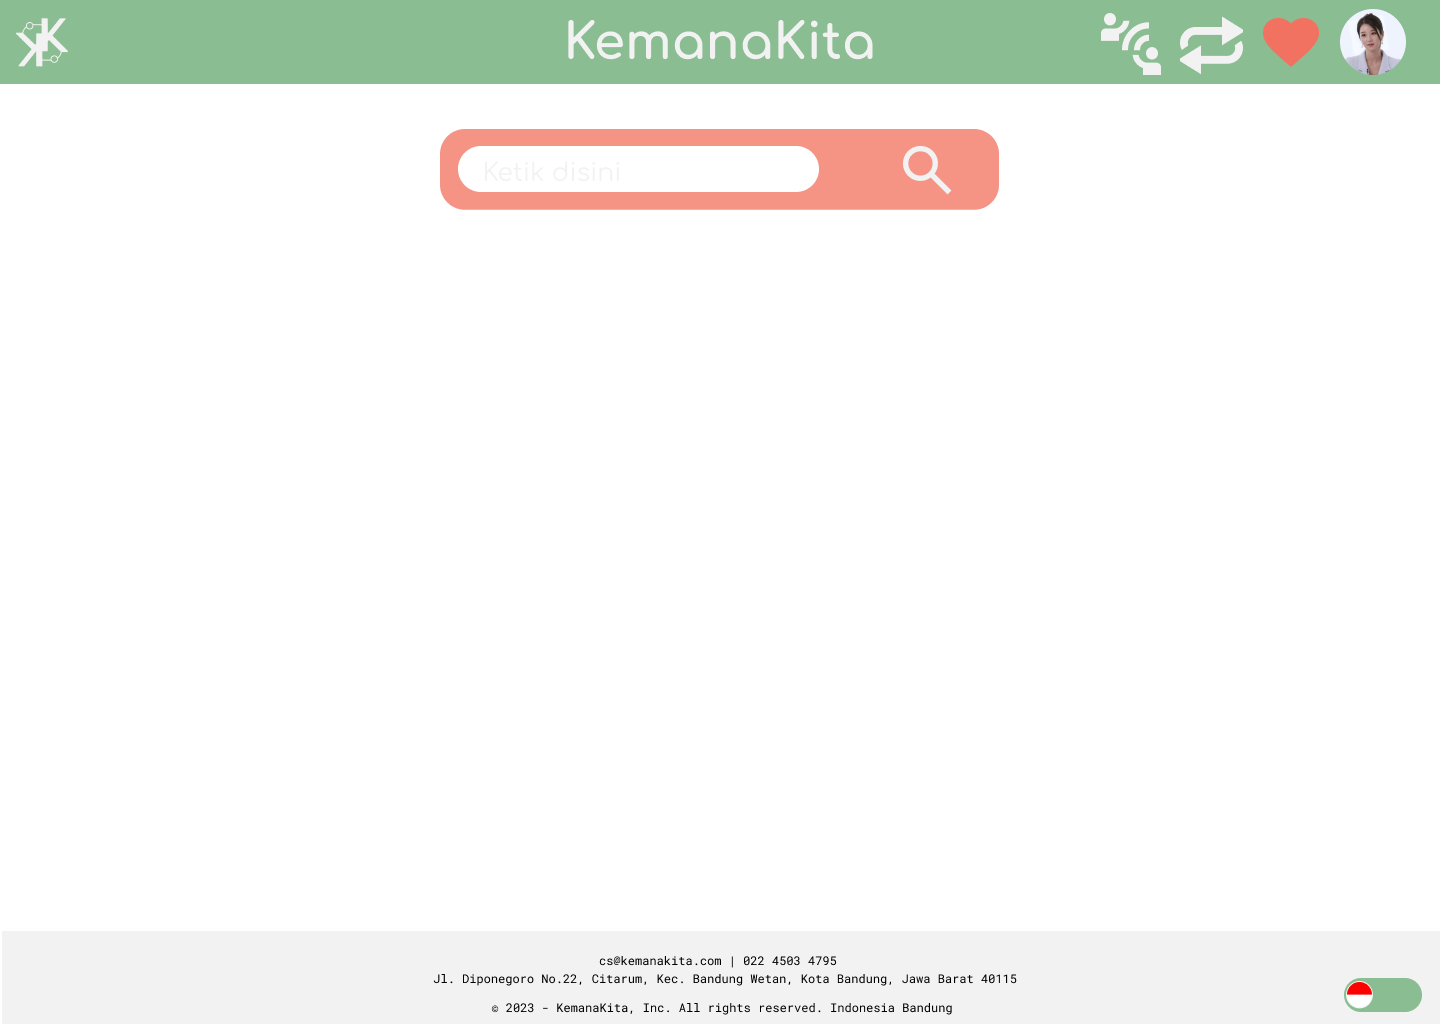 KemanaKita
Ketik disini
cs@kemanakita.com | 022 4503 4795
Jl. Diponegoro No.22, Citarum, Kec. Bandung Wetan, Kota Bandung, Jawa Barat 40115
© 2023 - KemanaKita, Inc. All rights reserved. Indonesia Bandung